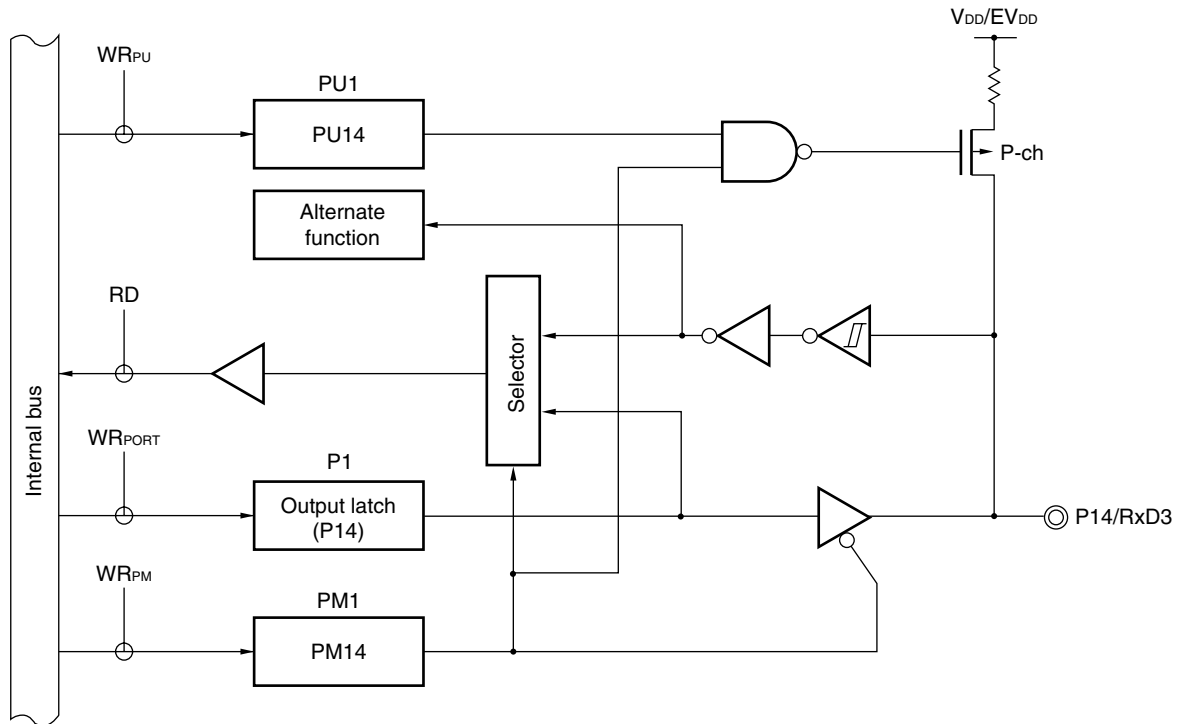 VDD/EVDD
WRPU
PU1
PU14
P-ch
Alternate
function
RD
Selector
Internal bus
WRPORT
P1
Output latch
(P14)
P14/RxD3
WRPM
PM1
PM14